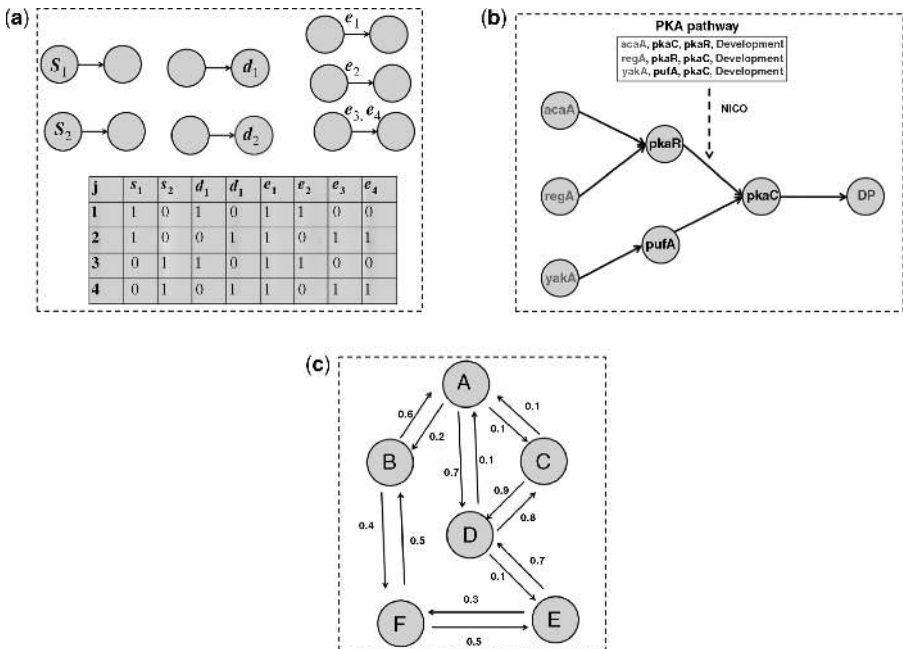 (a)
e1
S1
d1
e2
S2
d2
e3, e4
j s1 s2 d1 d1 e1 e2 e3 e4
1 1 0 1 0 1 1 0 0
2 1 0 0 1 1 0 1 1
3 0 1 1 0 1 1 0 0
4 0 1 0 1 1 0 1 1
(b)
PKA pathway
acaA, pkaC, pkaR, Development
regA, pkaR, pkaC, Development
yakA, pufA, pkaC, Development
NICO
acaA
pkaR
regA
pkaC
DP
pufA
yakA
(c)
A
0.6
0.1
0.2
0.1
B
C
0.7
0.1
0.9
0.8
0.4
D
0.5
0.7
0.1
0.3
F
E
0.5